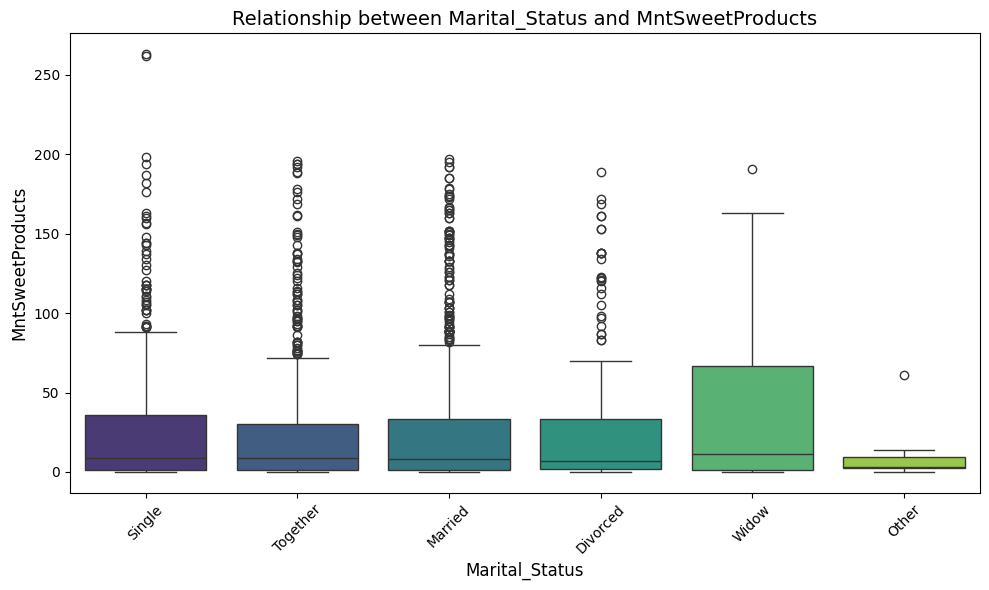 Relationship between Marital_Status and MntSweetProducts
250
200
150
100
50
0
MntSweetProducts
Single
Together
Married
Divorced
Widow
Other
Marital_Status